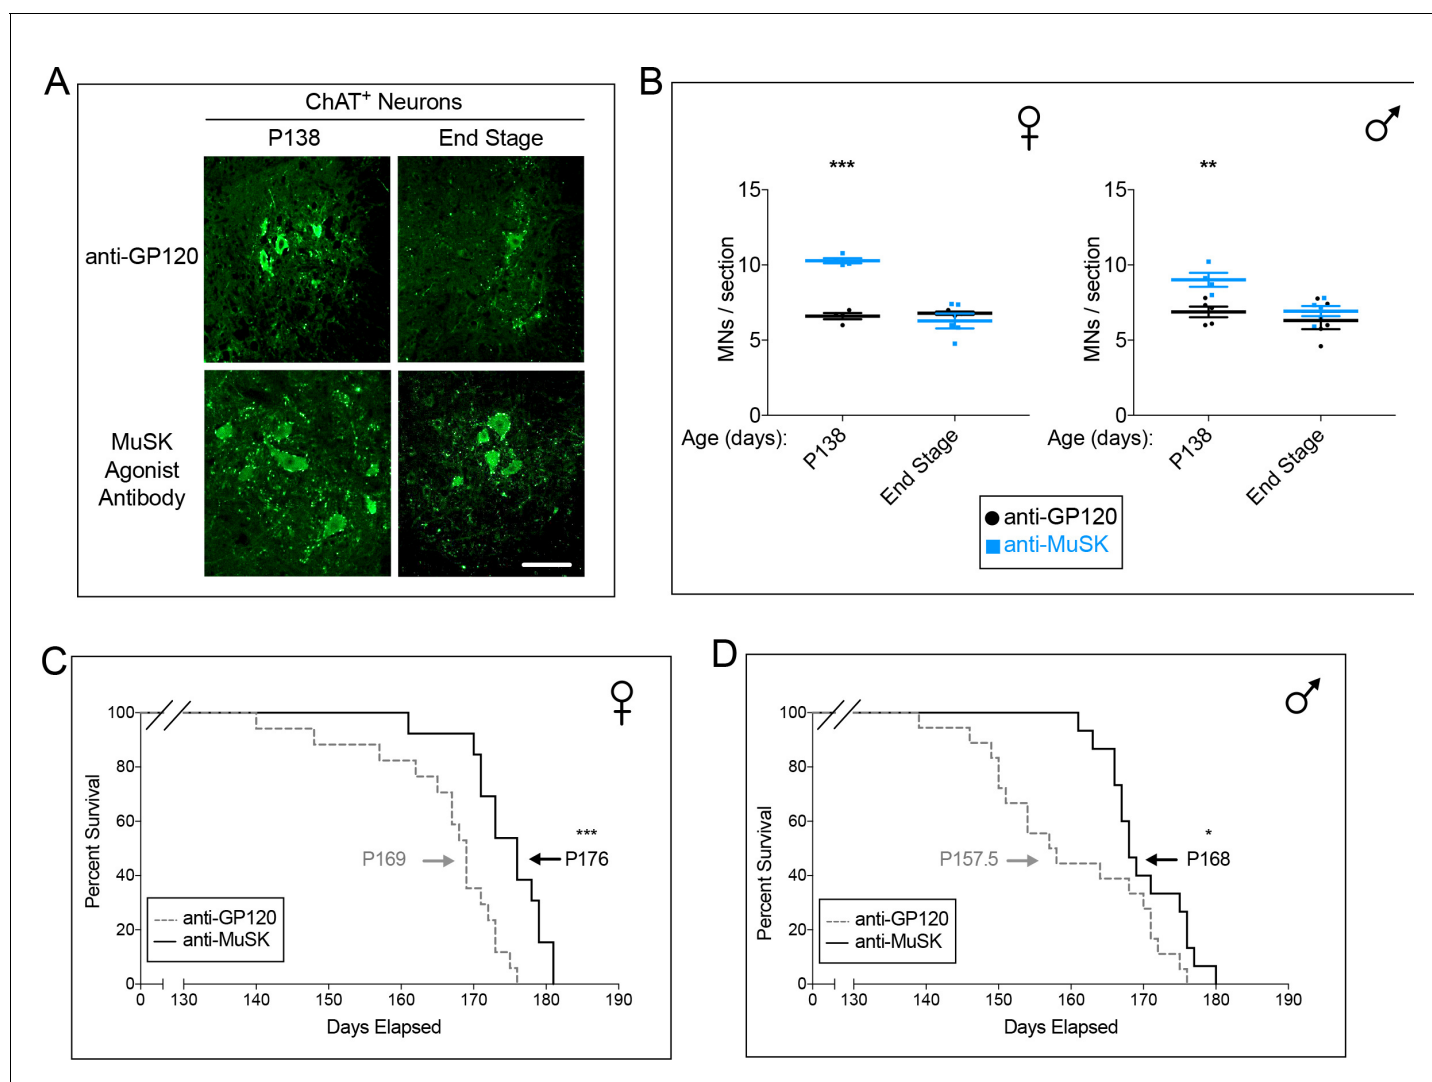 A
ChAT+ Neurons
P138
End Stage
anti-GP120
MuSK
Agonist
Antibody
B
♀
♂
***
MNs / section
15
10
5
0
Age (days):
P138
End Stage
**
MNs / section
15
10
5
0
Age (days):
P138
End Stage
anti-GP120
anti-MuSK
C
♀
Percent Survival
100
80
60
40
20
0
***
P169
P176
anti-GP120
anti-MuSK
0 130 140 150 160 170 180 190
Days Elapsed
D
♂
Percent Survival
100
80
60
40
20
0
*
P157.5
P168
anti-GP120
anti-MuSK
0 130 140 150 160 170 180 190
Days Elapsed